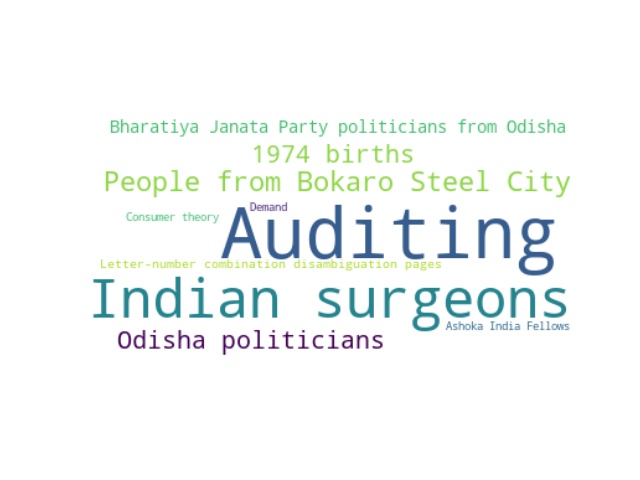 Bharatiya Janata Party politicians from Odisha
1974 births
People from Bokaro Steel City
Demand
Consumer theory
Auditing
Letter-number combination disambiguation pages
Indian surgeons
Ashoka India Fellows
Odisha politicians